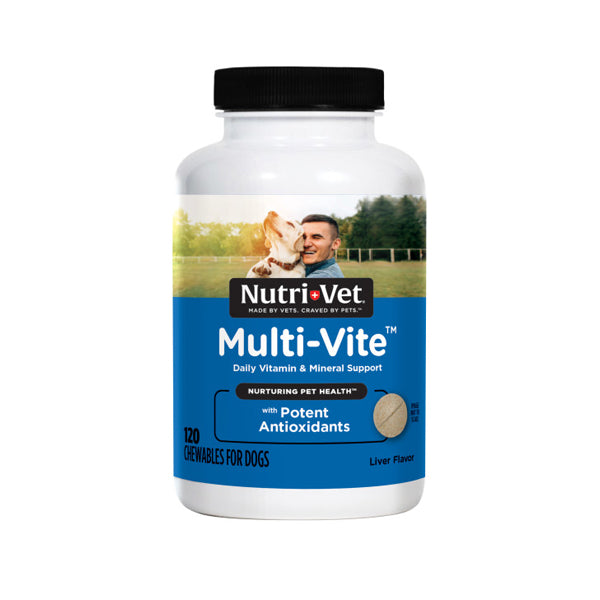 Nutri Vet®
MADE BY VETS. CRAVED BY PETS.™
Multi-Vite™
Daily Vitamin & Mineral Support
NURTURING PET HEALTH™
with Potent
Antioxidants
120
CHEWABLES FOR DOGS
Liver Flavor